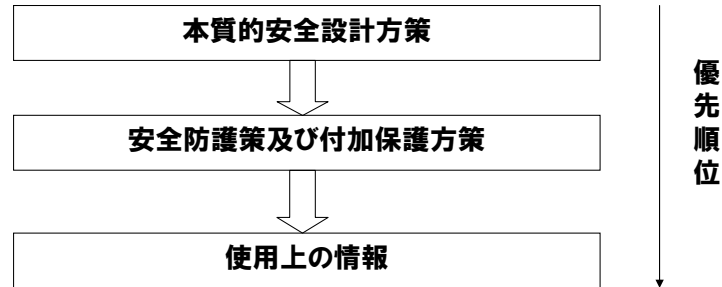 本質的安全設計方策
安全防護策及び付加保護方策
使用上の情報
優先順位